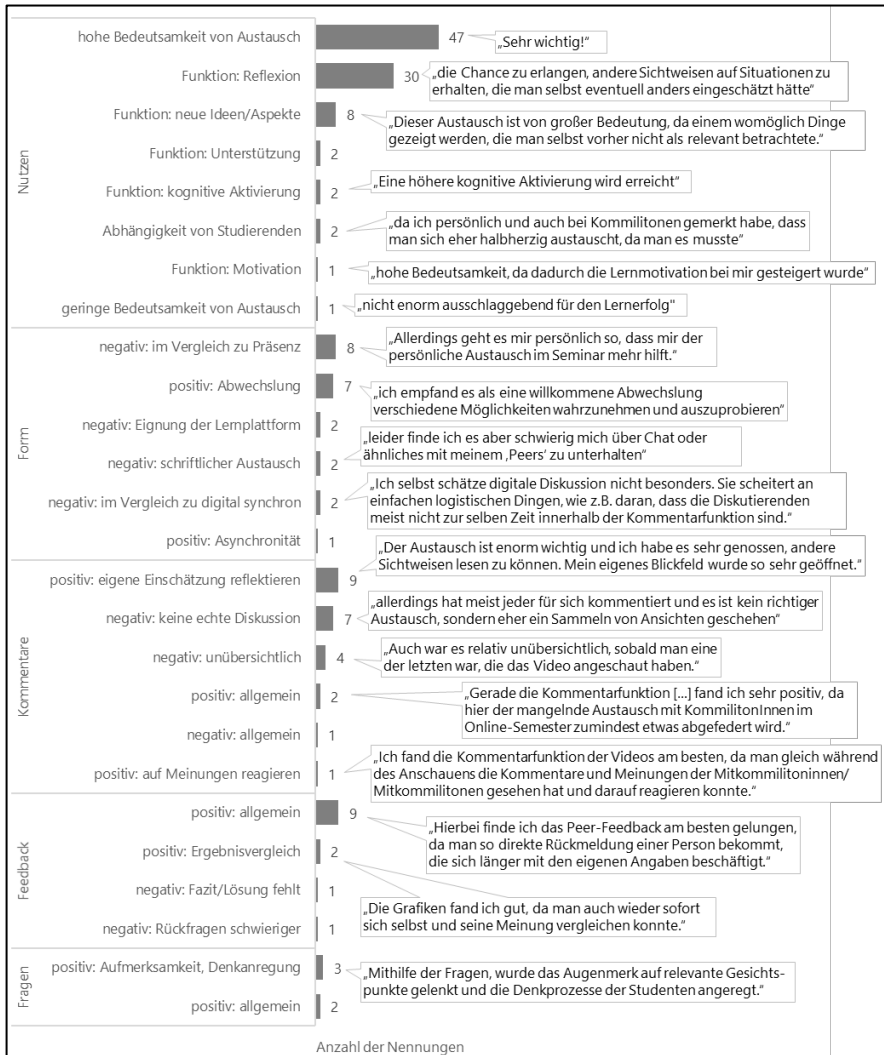 Nutzen
hohe Bedeutsamkeit von Austausch
47
„Sehr wichtig!“
Funktion: Reflexion
30
„die Chance zu erlangen, andere Sichtweisen auf Situationen zu
erhalten, die man selbst eventuell anders eingeschätzt hätte“
Funktion: neue Ideen/Aspekte
8
„Dieser Austausch ist von großer Bedeutung, da einem womöglich Dinge
gezeigt werden, die man selbst vorher nicht als relevant betrachtete.“
Funktion: Unterstützung
2
Funktion: kognitive Aktivierung
2
„Eine höhere kognitive Aktivierung wird erreicht“
Abhängigkeit von Studierenden
2
„da ich persönlich und auch bei Kommilitonen gemerkt habe, dass
man sich eher halbherzig austauscht, da man es musste“
Funktion: Motivation
1
„hohe Bedeutsamkeit, da dadurch die Lernmotivation bei mir gesteigert wurde“
geringe Bedeutsamkeit von Austausch
1
„nicht enorm ausschlaggebend für den Lernerfolg"
Form
negativ: im Vergleich zu Präsenz
8
„Allerdings geht es mir persönlich so, dass mir der
persönliche Austausch im Seminar mehr hilft.“
positiv: Abwechslung
7
„ich empfand es als eine willkommene Abwechslung
verschiedene Möglichkeiten wahrzunehmen und auszuprobieren“
negativ: Eignung der Lernplattform
2
negativ: schriftlicher Austausch
2
„leider finde ich es aber schwierig mich über Chat oder
ähnliches mit meinem ‚Peers‘ zu unterhalten“
negativ: im Vergleich zu digital synchron
2
„Ich selbst schätze digitale Diskussion nicht besonders. Sie scheitert an
einfachen logistischen Dingen, wie z.B. daran, dass die Diskutierenden
meist nicht zur selben Zeit innerhalb der Kommentarfunktion sind.“
positiv: Asynchronität
1
Kommentare
positiv: eigene Einschätzung reflektieren
9
„Der Austausch ist enorm wichtig und ich habe es sehr genossen, andere
Sichtweisen lesen zu können. Mein eigenes Blickfeld wurde so sehr geöffnet.“
negativ: keine echte Diskussion
7
„allerdings hat meist jeder für sich kommentiert und es ist kein richtiger
Austausch, sondern eher ein Sammeln von Ansichten geschehen“
negativ: unübersichtlich
4
„Auch war es relativ unübersichtlich, sobald man eine
der letzten war, die das Video angeschaut haben.“
positiv: allgemein
2
„Gerade die Kommentarfunktion [...] fand ich sehr positiv, da
hier der mangelnde Austausch mit KommilitonInnen im
Online-Semester zumindest etwas abgefedert wird.“
negativ: allgemein
1
positiv: auf Meinungen reagieren
1
„Ich fand die Kommentarfunktion der Videos am besten, da man gleich während
des Anschauens die Kommentare und Meinungen der Mitkommilitoninnen/
Mitkommilitonen gesehen hat und darauf reagieren konnte.“
Feedback
positiv: allgemein
9
„Hierbei finde ich das Peer-Feedback am besten gelungen,
da man so direkte Rückmeldung einer Person bekommt,
die sich länger mit den eigenen Angaben beschäftigt.“
positiv: Ergebnisvergleich
2
negativ: Fazit/Lösung fehlt
1
„Die Grafiken fand ich gut, da man auch wieder sofort
sich selbst und seine Meinung vergleichen konnte.“
negativ: Rückfragen schwieriger
1
Fragen
positiv: Aufmerksamkeit, Denkanregung
3
„Mithilfe der Fragen, wurde das Augenmerk auf relevante Gesichts-
punkte gelenkt und die Denkprozesse der Studenten angeregt.“
positiv: allgemein
2
Anzahl der Nennungen